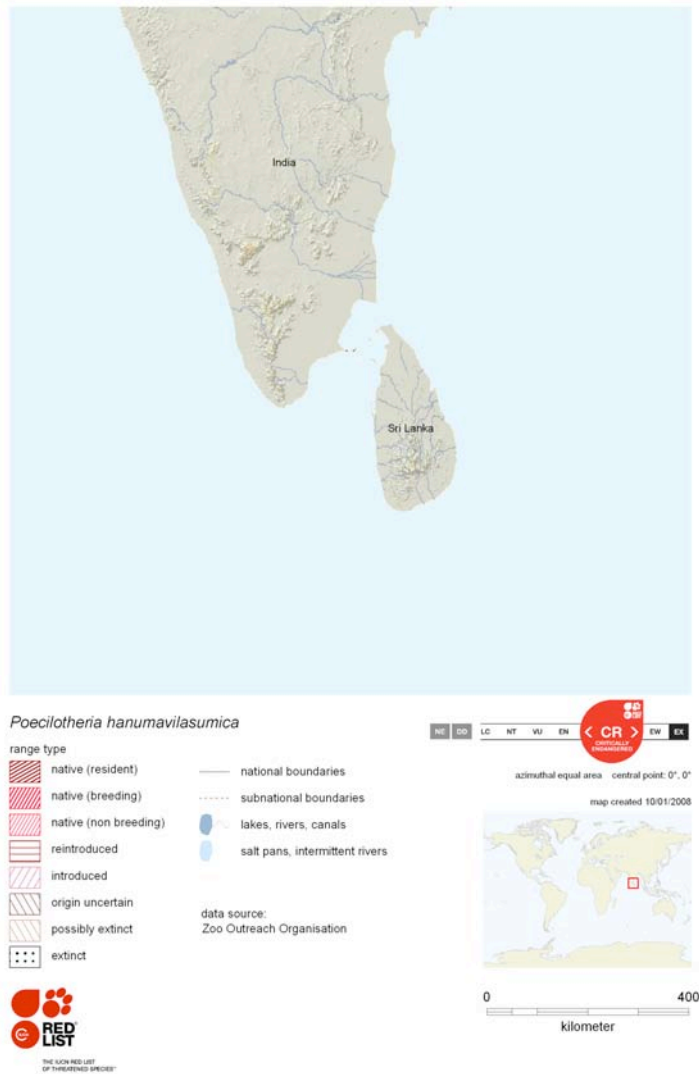 India
Sri Lanka
Poecilotheria hanumavilasumica
range type
native (resident)
native (breeding)
native (non breeding)
reintroduced
introduced
origin uncertain
possibly extinct
extinct
national boundaries
subnational boundaries
lakes, rivers, canals
salt pans, intermittent rivers
data source:
Zoo Outreach Organisation
NE DD LC NT VU EN < CR > EW EX
CRITICALLY
ENDANGERED
azimuthal equal area central point: 0°, 0°
map created 10/01/2008
0 400
kilometer
RED
LIST
THE IUCN RED LIST
OF THREATENED SPECIES™